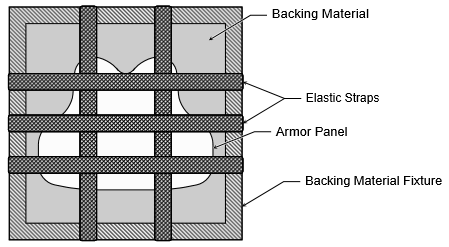 Backing Material
Elastic Straps
Armor Panel
Backing Material Fixture